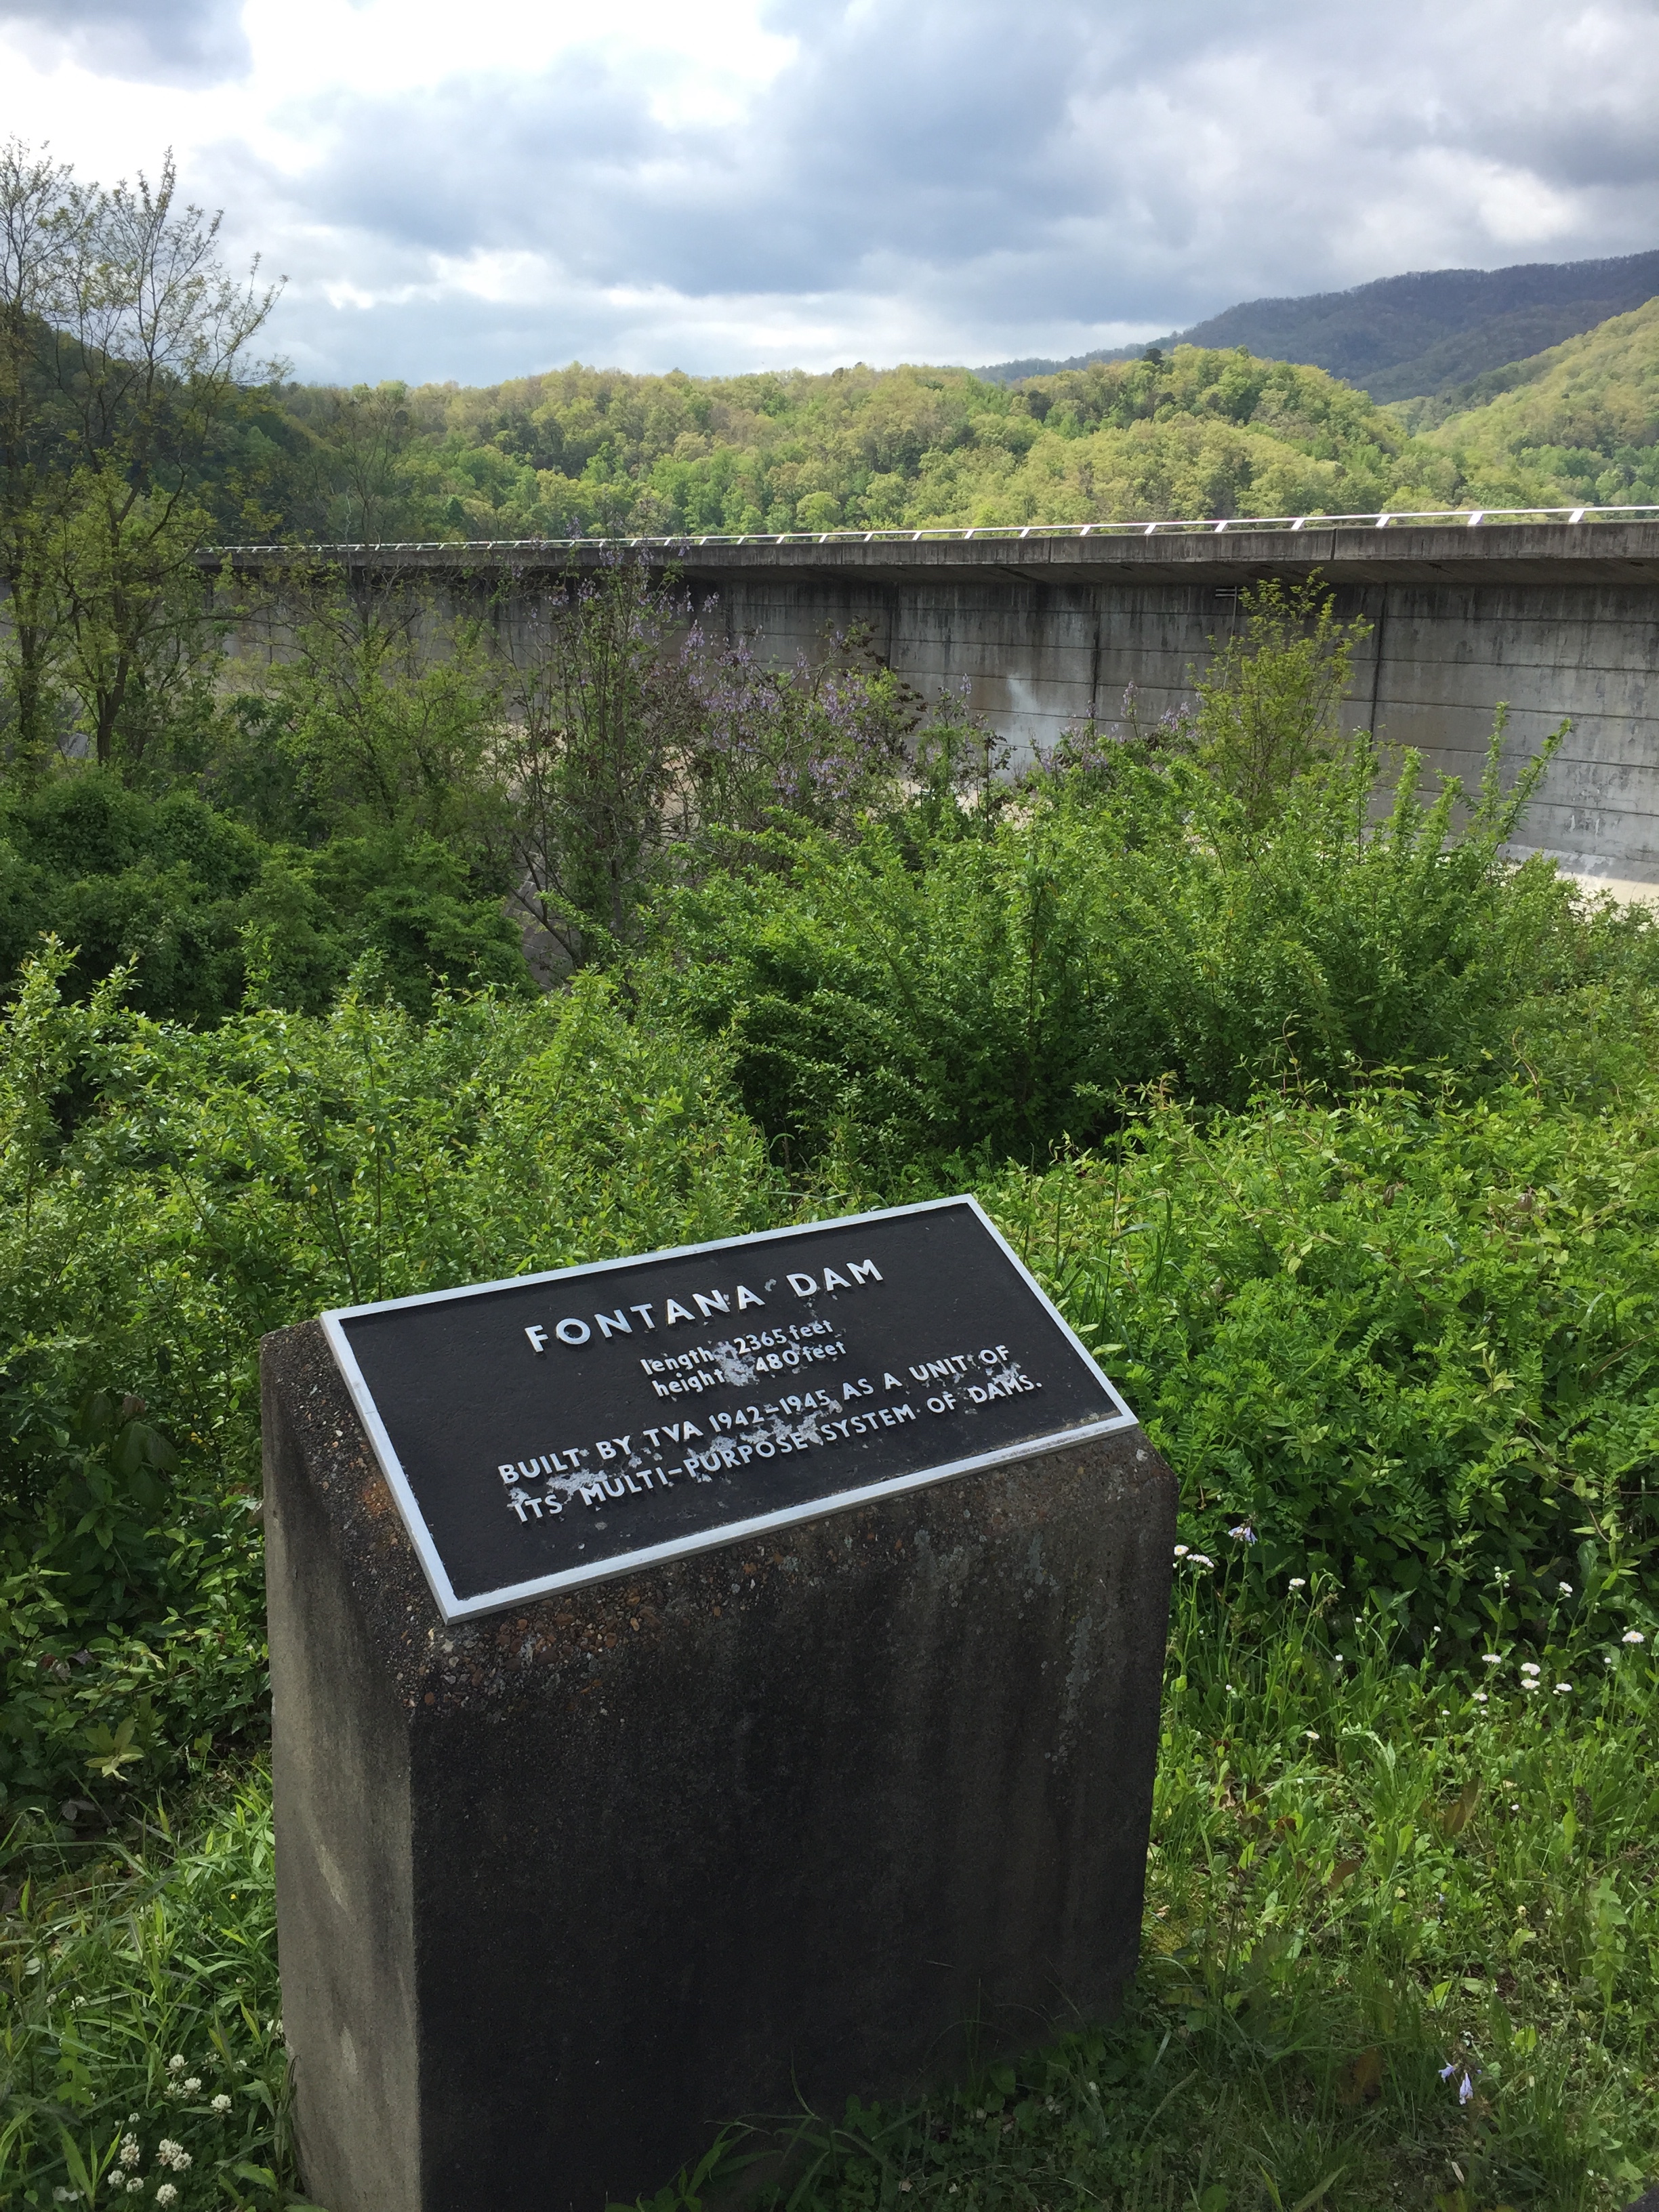 FONTANA DAM
length 2365 feet
height 480 feet
BUILT BY TVA 1942-1945 AS A UNIT OF
ITS MULTI-PURPOSE SYSTEM OF DAMS.